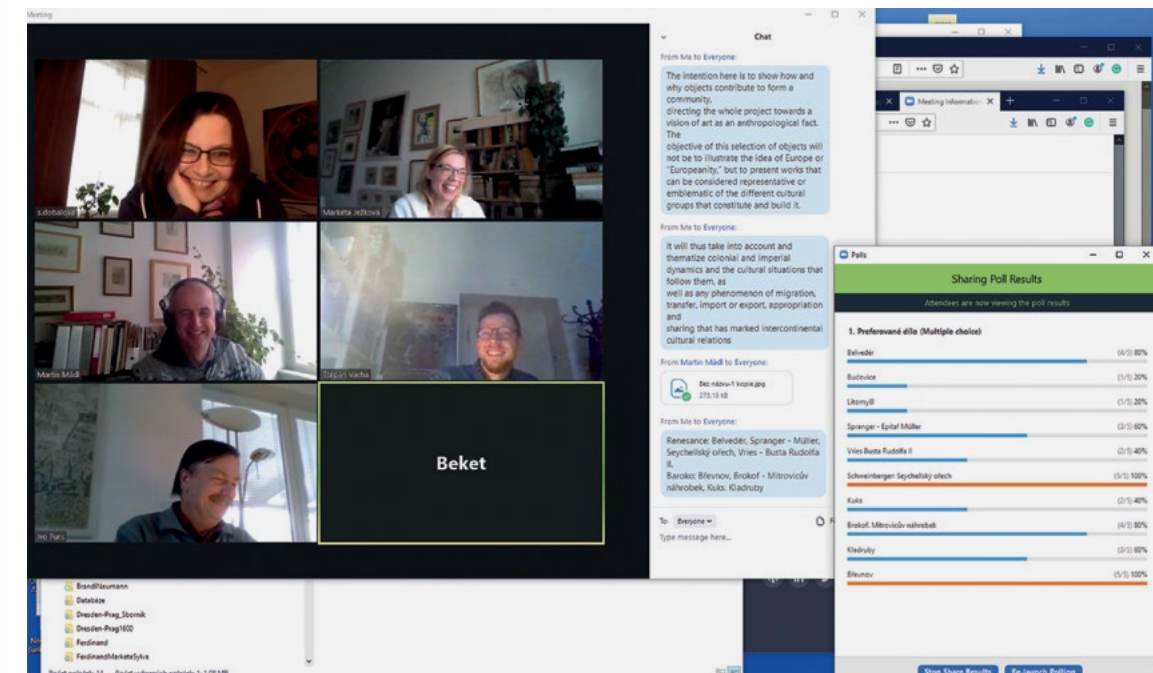 Meeting
s.dobalová
Markéta Ježková
Martin Mádl
Štěpán Vácha
Ivo Purš
Beket
Chat
From Me to Everyone:
The intention here is to show how and
why objects contribute to form a
community,
directing the whole project towards a
vision of art as an anthropological fact.
The
objective of this selection of objects will
not be to illustrate the idea of Europe or
"Europeanity," but to present works that
can be considered representative or
emblematic of the different cultural
groups that constitute and build it.
From Me to Everyone:
It will thus take into account and
thematize colonial and imperial
dynamics and the cultural situations that
follow them, as
well as any phenomenon of migration,
transfer, import or export, appropriation
and
sharing that has marked intercontinental
cultural relations
From Martin Mádl to Everyone:
Bez názvu-1 kopie.jpg
273.13 kB
From Me to Everyone:
Renesance: Belvedér, Spranger - Müller,
Seychellský ořech, Vries - Busta Rudolfa
II.
Baroko: Břevnov, Brokof - Mitrovicův
náhrobek, Kuks. Kladruby
To: Everyone
Type message here...
Meeting Information
Polls
Sharing Poll Results
Attendees are now viewing the poll results
1. Preferované dílo (Multiple choice)
Belvedér (4/5) 80%
Bučovice (1/5) 20%
Litomyšl (1/5) 20%
Spranger - Epitaf Müller (3/5) 60%
Vries Busta Rudolfa II (2/5) 40%
Schweinberger: Seychellský ořech (5/5) 100%
Kuks (2/5) 40%
Brokof. Mitrovicův náhrobek (4/5) 80%
Kladruby (3/5) 60%
Břevnov (5/5) 100%
Stop Share Results Re-launch Polling
BrandlNeumann
Databáze
Dresden-Prag_Sbornik
Dresden-Prag1600
Ferdinand
FerdinandMarketaSylva